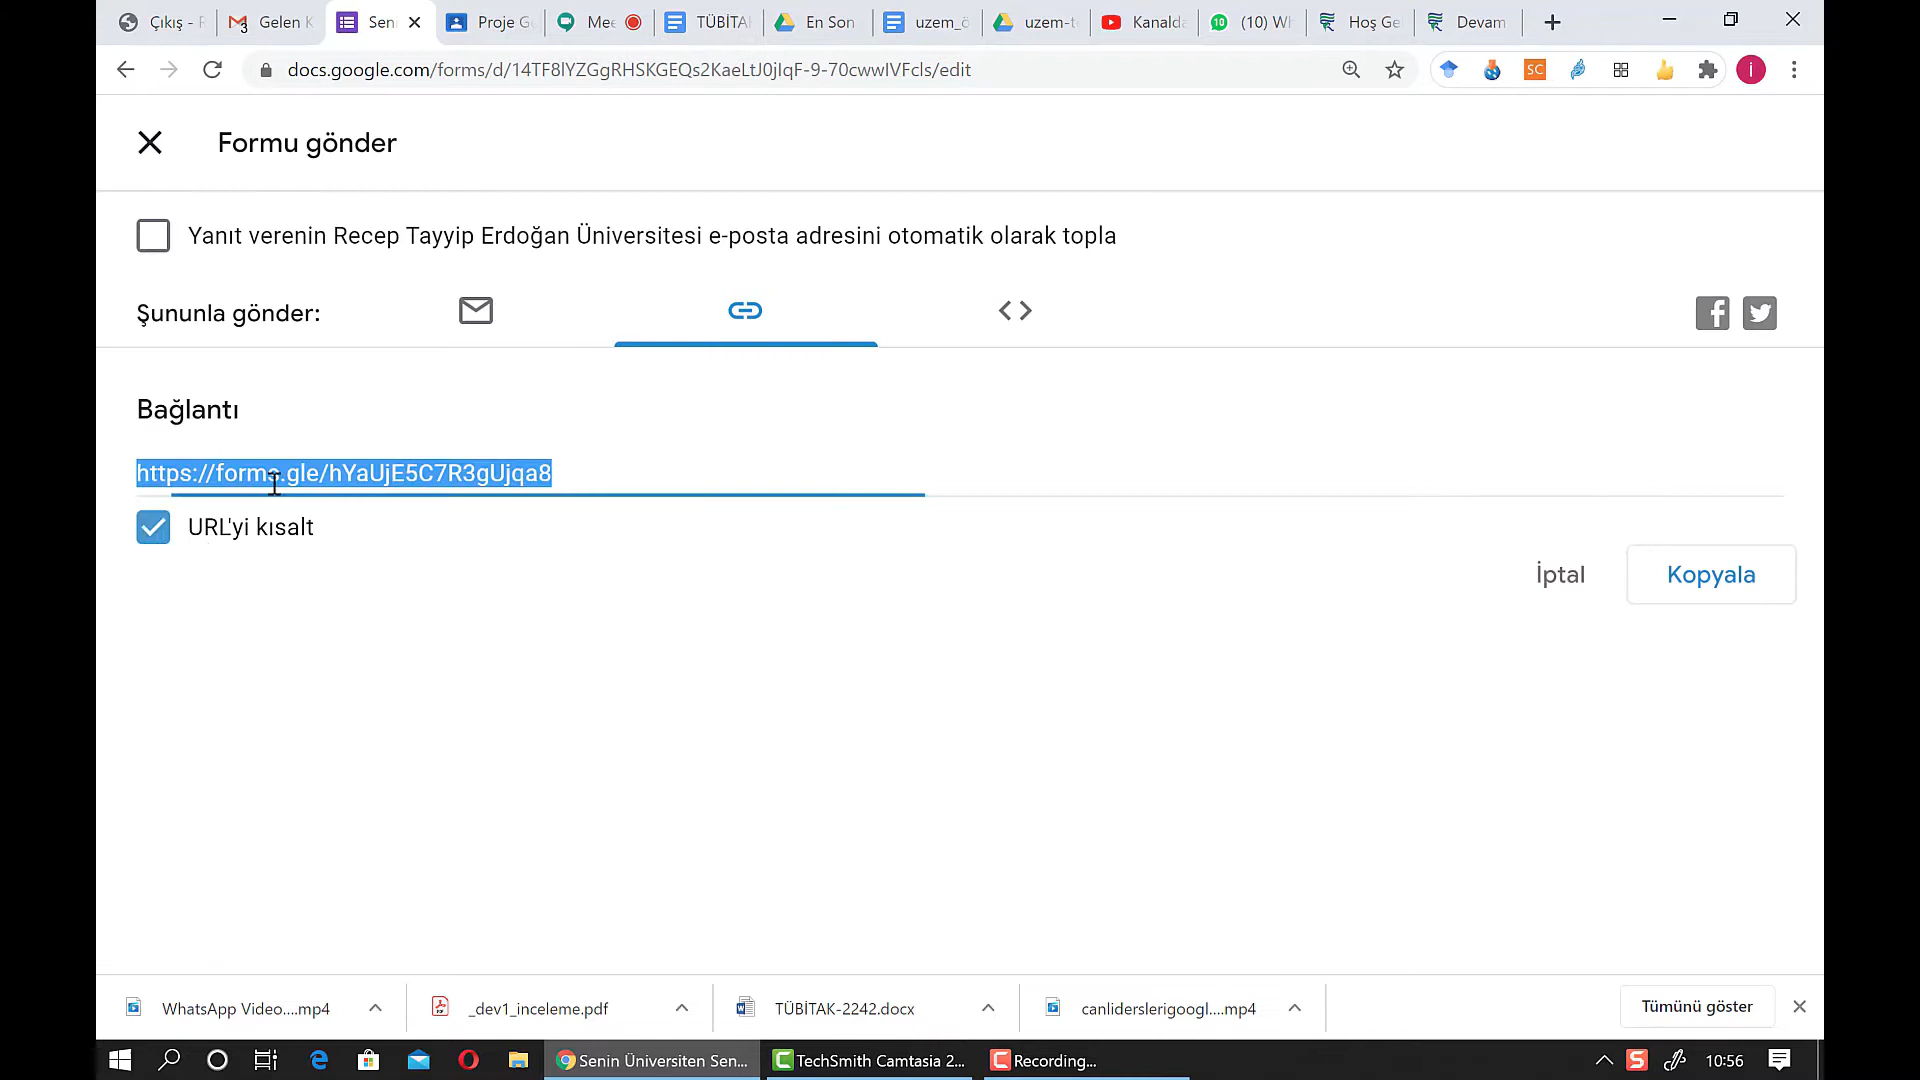 Çıkış - 
Gelen
Sen
Proje G
Mee
TÜBİTA
En Son
uzem_ö
uzem-t
Kanald
(10) W
Hoş Ge
Devam
docs.google.com/forms/d/14TF8lYZGgRHSKGEQs2KaeLtJ0jIqF-9-70cwwIVFcls/edit
SC
i
Formu gönder
Yanıt verenin Recep Tayyip Erdoğan Üniversitesi e-posta adresini otomatik olarak topla
Şununla gönder:
Bağlantı
https://forms.gle/hYaUjE5C7R3gUjqa8
URL'yi kısalt
İptal
Kopyala
WhatsApp Video....mp4
_dev1_inceleme.pdf
TÜBİTAK-2242.docx
canliderslerigoogl....mp4
Tümünü göster
Senin Üniversiten Sen...
TechSmith Camtasia 2...
Recording...
10:56